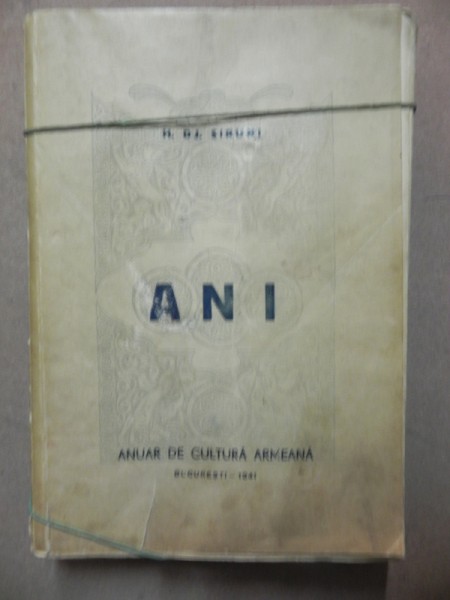 H. DJ. SIRUNI
ANI
ANUAR DE CULTURĂ ARMEANĂ
BUCUREȘTI - 1941